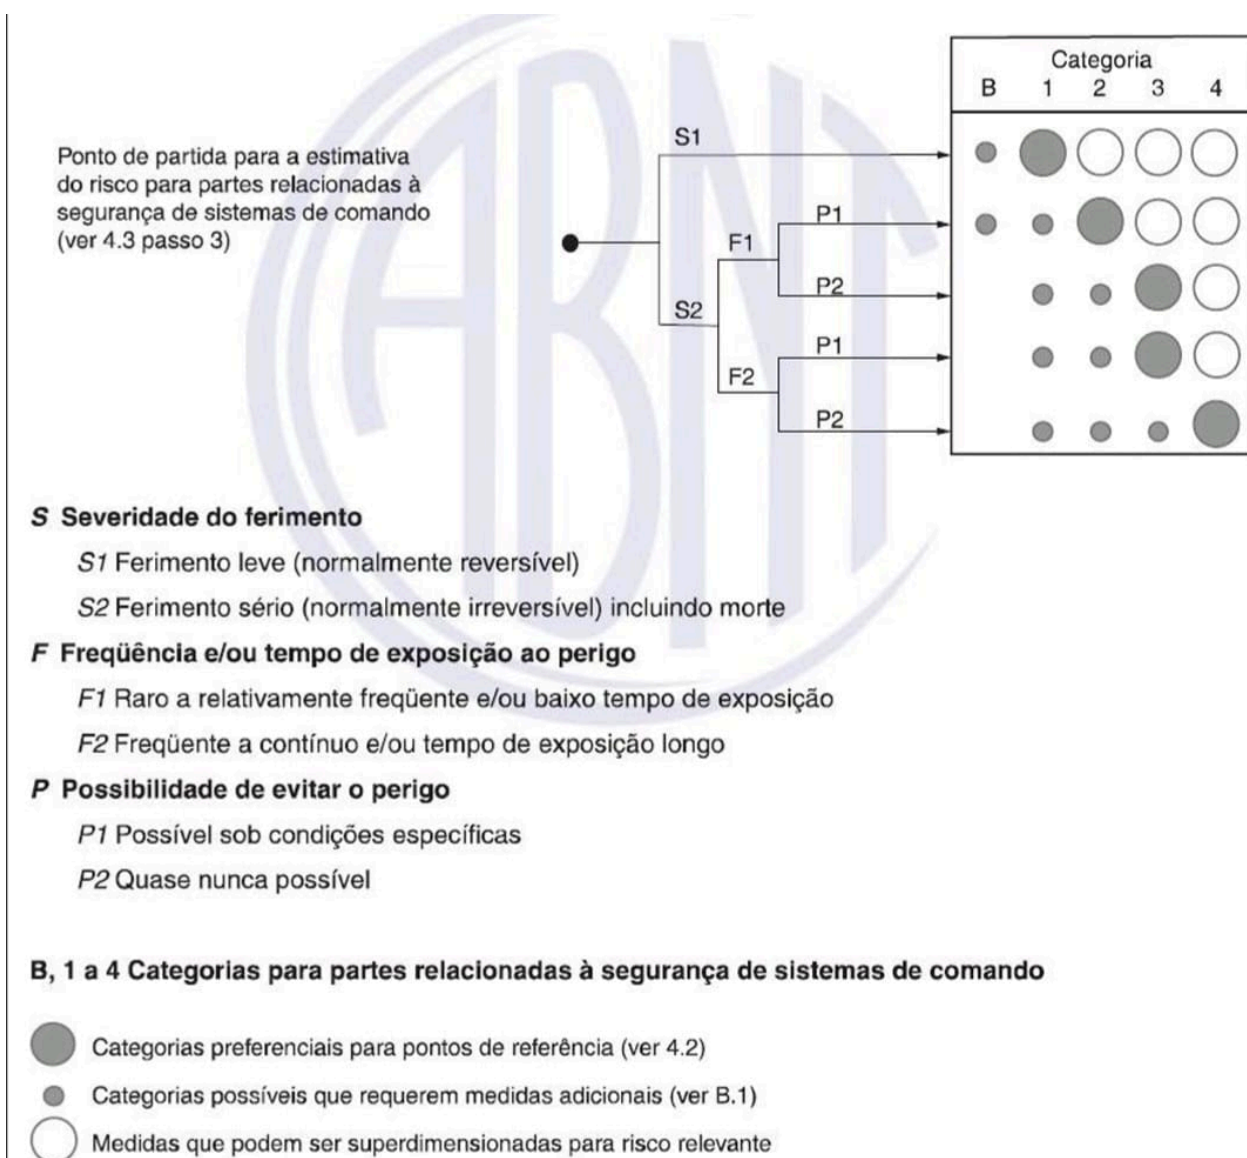 Categoria
B 1 2 3 4
Ponto de partida para a estimativa
do risco para partes relacionadas à
segurança de sistemas de comando
(ver 4.3 passo 3)
S1
P1
F1
P2
S2
P1
F2
P2
ABNT
S Severidade do ferimento
S1 Ferimento leve (normalmente reversível)
S2 Ferimento sério (normalmente irreversível) incluindo morte
F Freqüência e/ou tempo de exposição ao perigo
F1 Raro a relativamente freqüente e/ou baixo tempo de exposição
F2 Freqüente a contínuo e/ou tempo de exposição longo
P Possibilidade de evitar o perigo
P1 Possível sob condições específicas
P2 Quase nunca possível
B, 1 a 4 Categorias para partes relacionadas à segurança de sistemas de comando
Categorias preferenciais para pontos de referência (ver 4.2)
Categorias possíveis que requerem medidas adicionais (ver B.1)
Medidas que podem ser superdimensionadas para risco relevante